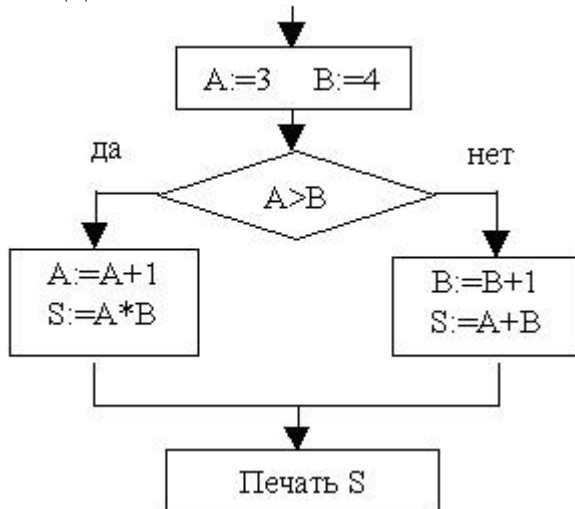 A:=3 B:=4
да
нет
A>B
A:=A+1
S:=A*B
B:=B+1
S:=A+B
Печать S